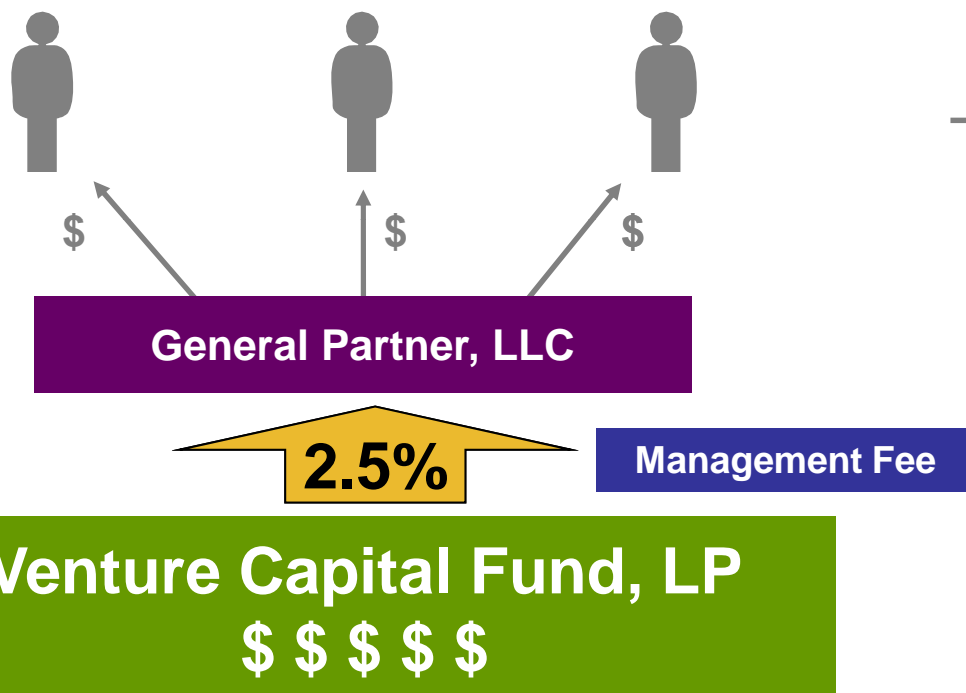 $ $ $
General Partner, LLC
2.5%
Management Fee
Venture Capital Fund, LP
$ $ $ $ $